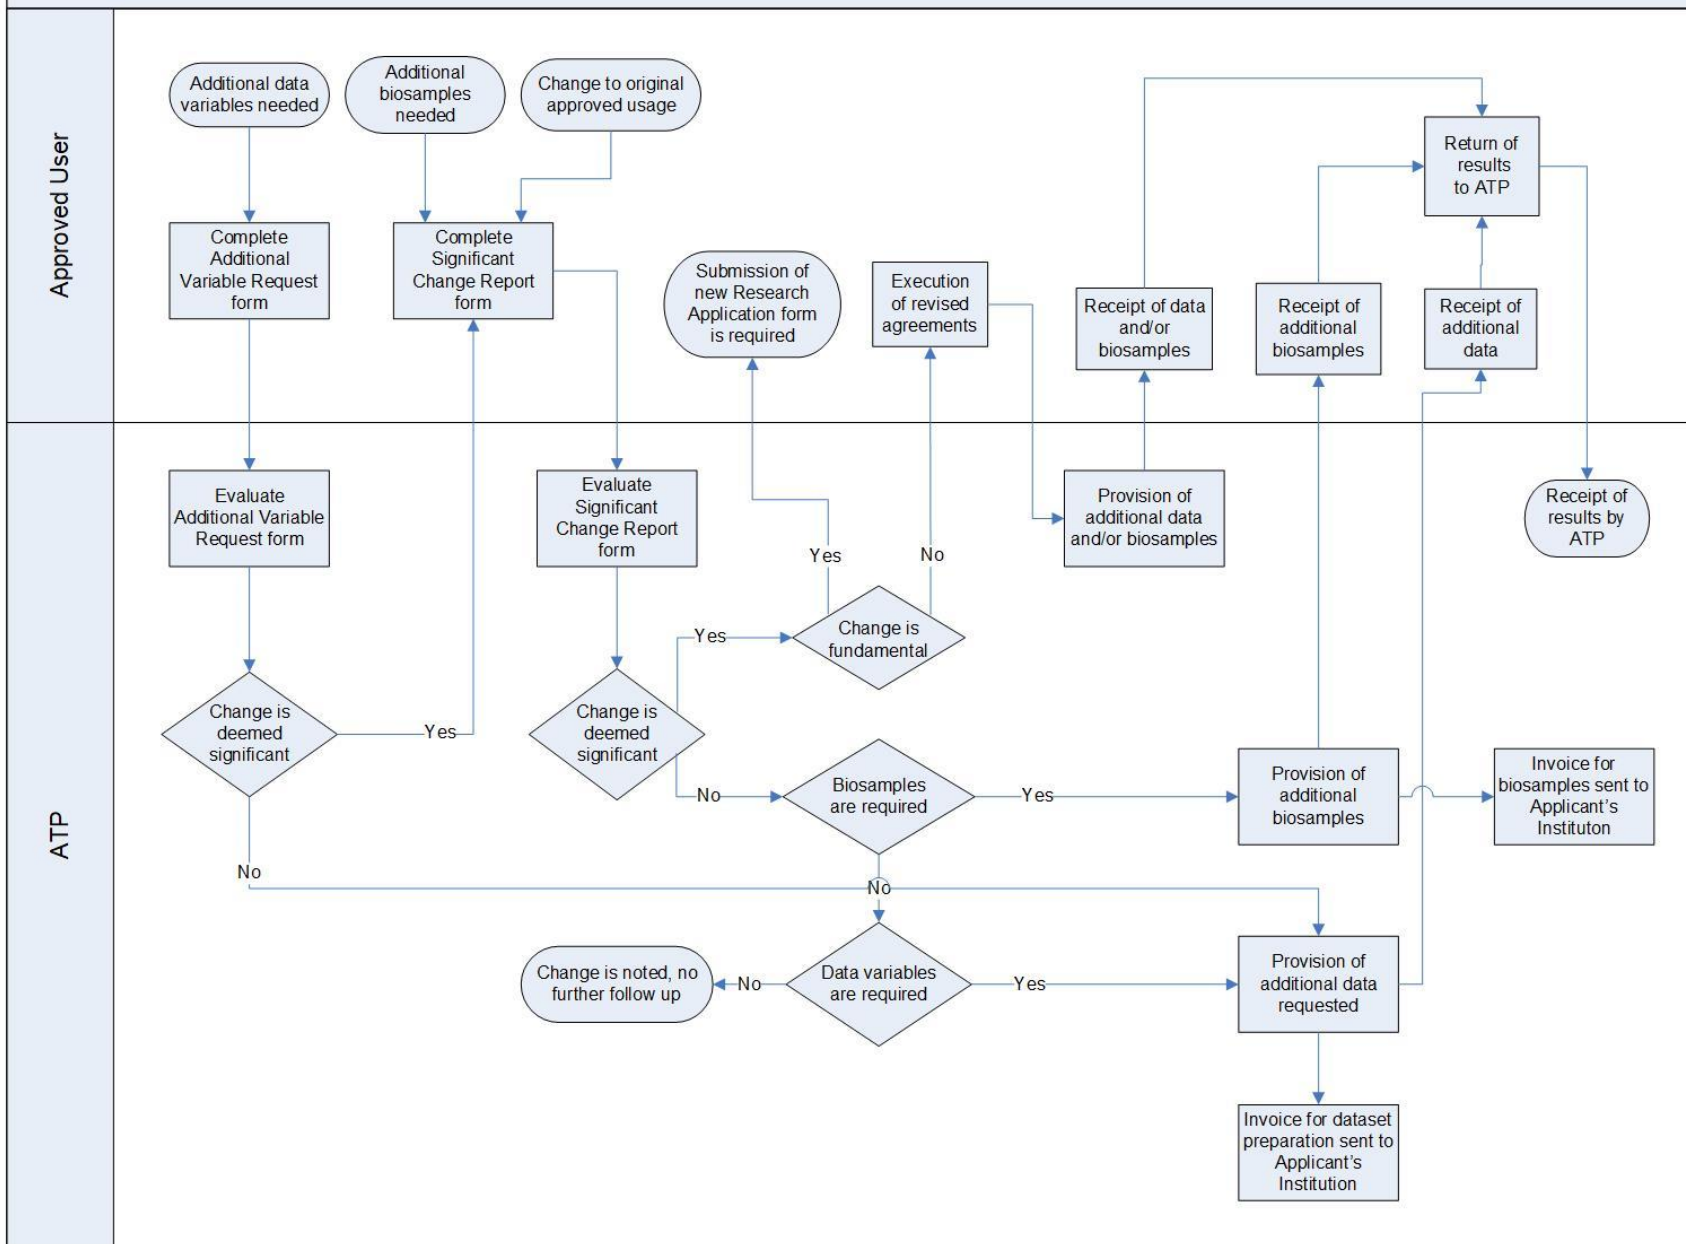 Approved User
Additional data
variables needed
Additional
biosamples
needed
Change to original
approved usage
Complete
Additional
Variable Request
form
Complete
Significant
Change Report
form
Submission of
new Research
Application form
is required
Execution
of revised
agreements
Receipt of data
and/or
biosamples
Receipt of
additional
biosamples
Receipt of
additional
data
Return of
results
to ATP
ATP
Evaluate
Additional Variable
Request form
Evaluate
Significant
Change Report
form
Provision of
additional data
and/or biosamples
Receipt of
results by
ATP
Yes
No
Change is
fundamental
Yes
Change is
deemed
significant
Yes
Change is
deemed
significant
No
Biosamples
are required
Yes
Provision of
additional
biosamples
Invoice for
biosamples sent to
Applicant's
Instituton
No
No
Change is noted, no
further follow up
No
Data variables
are required
Yes
Provision of
additional data
requested
Invoice for dataset
preparation sent to
Applicant's
Institution